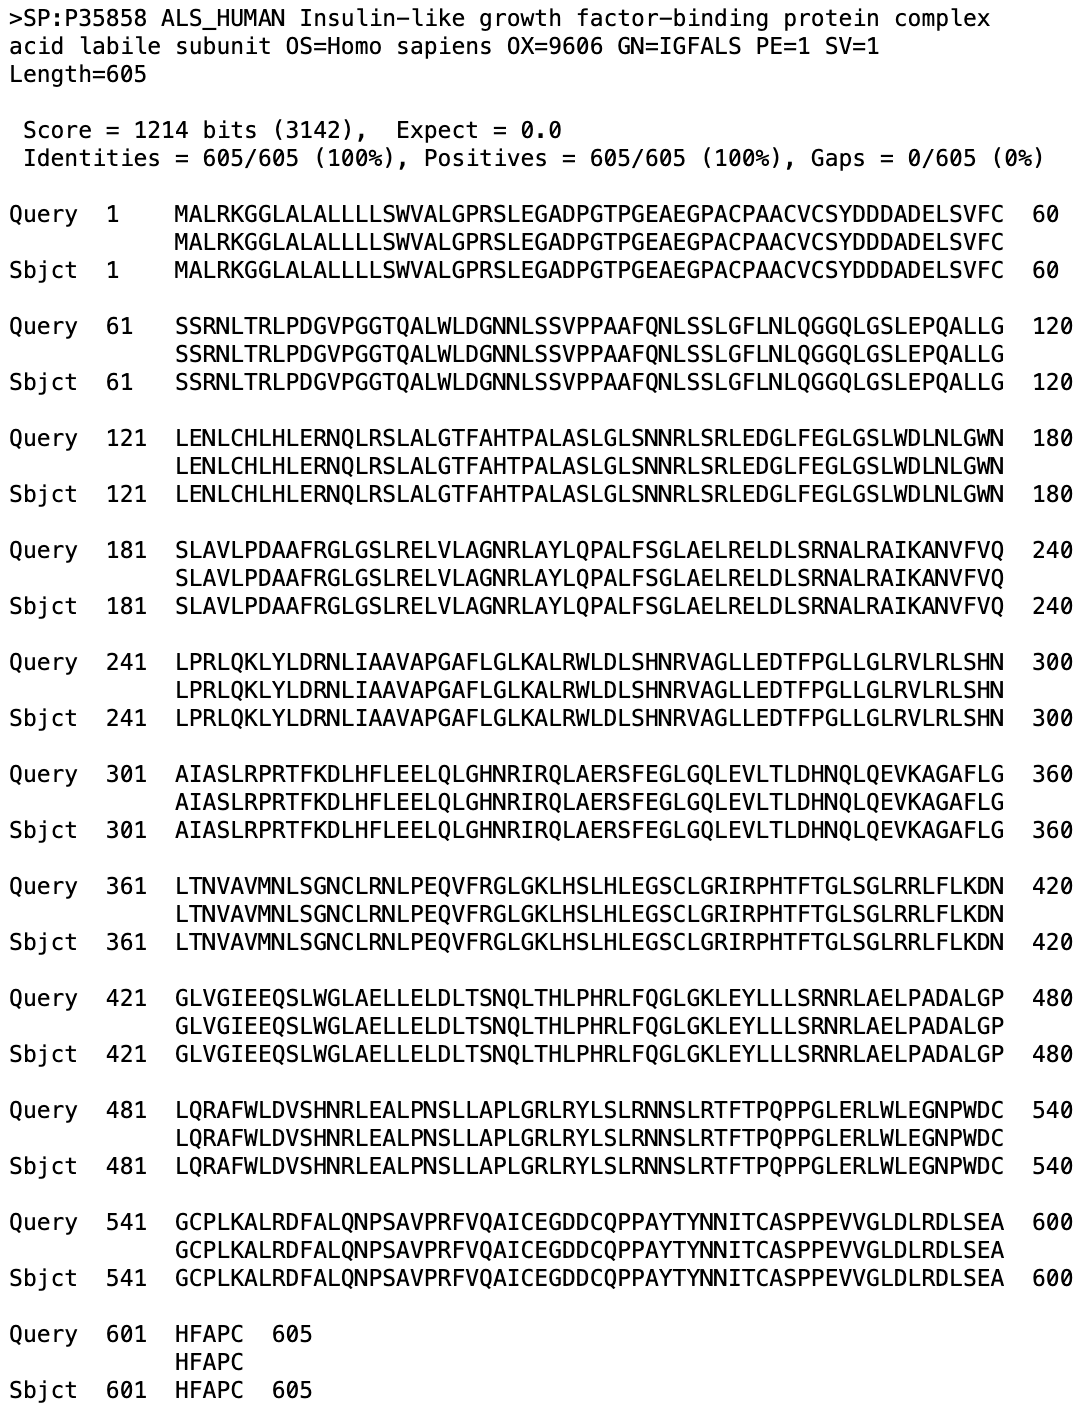 >SP:P35858 ALS_HUMAN Insulin-like growth factor-binding protein complex
acid labile subunit OS=Homo sapiens OX=9606 GN=IGFALS PE=1 SV=1
Length=605
Score = 1214 bits (3142), Expect = 0.0
Identities = 605/605 (100%), Positives = 605/605 (100%), Gaps = 0/605 (0%)
Query 1 MALRKGGLALALLLLSWVALGPRSLEGADPGTPGEAEGPACPAACVCSYDDDADELSVFC 60
MALRKGGLALALLLLSWVALGPRSLEGADPGTPGEAEGPACPAACVCSYDDDADELSVFC
Sbjct 1 MALRKGGLALALLLLSWVALGPRSLEGADPGTPGEAEGPACPAACVCSYDDDADELSVFC 60
Query 61 SSRNLTRLPDGVPGGTQALWLDGNNLSSVPPAAFQNLSSLGFLNLQGGQLGSLEPQALLG 120
SSRNLTRLPDGVPGGTQALWLDGNNLSSVPPAAFQNLSSLGFLNLQGGQLGSLEPQALLG
Sbjct 61 SSRNLTRLPDGVPGGTQALWLDGNNLSSVPPAAFQNLSSLGFLNLQGGQLGSLEPQALLG 120
Query 121 LENLCHLHLERNQLRSLALGTFAHTPALASLGLSNNRLSRLEDGLFEGLGSLWDLNLGWN 180
LENLCHLHLERNQLRSLALGTFAHTPALASLGLSNNRLSRLEDGLFEGLGSLWDLNLGWN
Sbjct 121 LENLCHLHLERNQLRSLALGTFAHTPALASLGLSNNRLSRLEDGLFEGLGSLWDLNLGWN 180
Query 181 SLAVLPDAAFRGLGSLRELVLAGNRLAYLQPALFSGLAELRELDLSRNALRAIKANVFVQ 240
SLAVLPDAAFRGLGSLRELVLAGNRLAYLQPALFSGLAELRELDLSRNALRAIKANVFVQ
Sbjct 181 SLAVLPDAAFRGLGSLRELVLAGNRLAYLQPALFSGLAELRELDLSRNALRAIKANVFVQ 240
Query 241 LPRLQKLYLDRNLIAAVAPGAFLGLKALRWLDLSHNRVAGLLEDTFPGLLGLRVLRLSHN 300
LPRLQKLYLDRNLIAAVAPGAFLGLKALRWLDLSHNRVAGLLEDTFPGLLGLRVLRLSHN
Sbjct 241 LPRLQKLYLDRNLIAAVAPGAFLGLKALRWLDLSHNRVAGLLEDTFPGLLGLRVLRLSHN 300
Query 301 AIASLRPRTFKDLHFLEELQLGHNRIRQLAERSFEGLGQLEVLTLDHNQLQEVKAGAFLG 360
AIASLRPRTFKDLHFLEELQLGHNRIRQLAERSFEGLGQLEVLTLDHNQLQEVKAGAFLG
Sbjct 301 AIASLRPRTFKDLHFLEELQLGHNRIRQLAERSFEGLGQLEVLTLDHNQLQEVKAGAFLG 360
Query 361 LTNVAVMNLSGNCLRNLPEQVFRGLGKLHSLHLEGSCLGRIRPHTFTGLSGLRRLFLKDN 420
LTNVAVMNLSGNCLRNLPEQVFRGLGKLHSLHLEGSCLGRIRPHTFTGLSGLRRLFLKDN
Sbjct 361 LTNVAVMNLSGNCLRNLPEQVFRGLGKLHSLHLEGSCLGRIRPHTFTGLSGLRRLFLKDN 420
Query 421 GLVGIEEQSLWGLAELLELDLTSNQLTHLPHRLFQGLGKLEYLLLSRNRLAELPADALGP 480
GLVGIEEQSLWGLAELLELDLTSNQLTHLPHRLFQGLGKLEYLLLSRNRLAELPADALGP
Sbjct 421 GLVGIEEQSLWGLAELLELDLTSNQLTHLPHRLFQGLGKLEYLLLSRNRLAELPADALGP 480
Query 481 LQRAFWLDVSHNRLEALPNSLLAPLGRLRYLSLRNNSLRTFTPQPPGLERLWLEGNPWDC 540
LQRAFWLDVSHNRLEALPNSLLAPLGRLRYLSLRNNSLRTFTPQPPGLERLWLEGNPWDC
Sbjct 481 LQRAFWLDVSHNRLEALPNSLLAPLGRLRYLSLRNNSLRTFTPQPPGLERLWLEGNPWDC 540
Query 541 GCPLKALRDFALQNPSAVPRFVQAICEGDDCQPPAYTYNNITCASPPEVVGLDLRDLSEA 600
GCPLKALRDFALQNPSAVPRFVQAICEGDDCQPPAYTYNNITCASPPEVVGLDLRDLSEA
Sbjct 541 GCPLKALRDFALQNPSAVPRFVQAICEGDDCQPPAYTYNNITCASPPEVVGLDLRDLSEA 600
Query 601 HFAPC 605
HFAPC
Sbjct 601 HFAPC 605